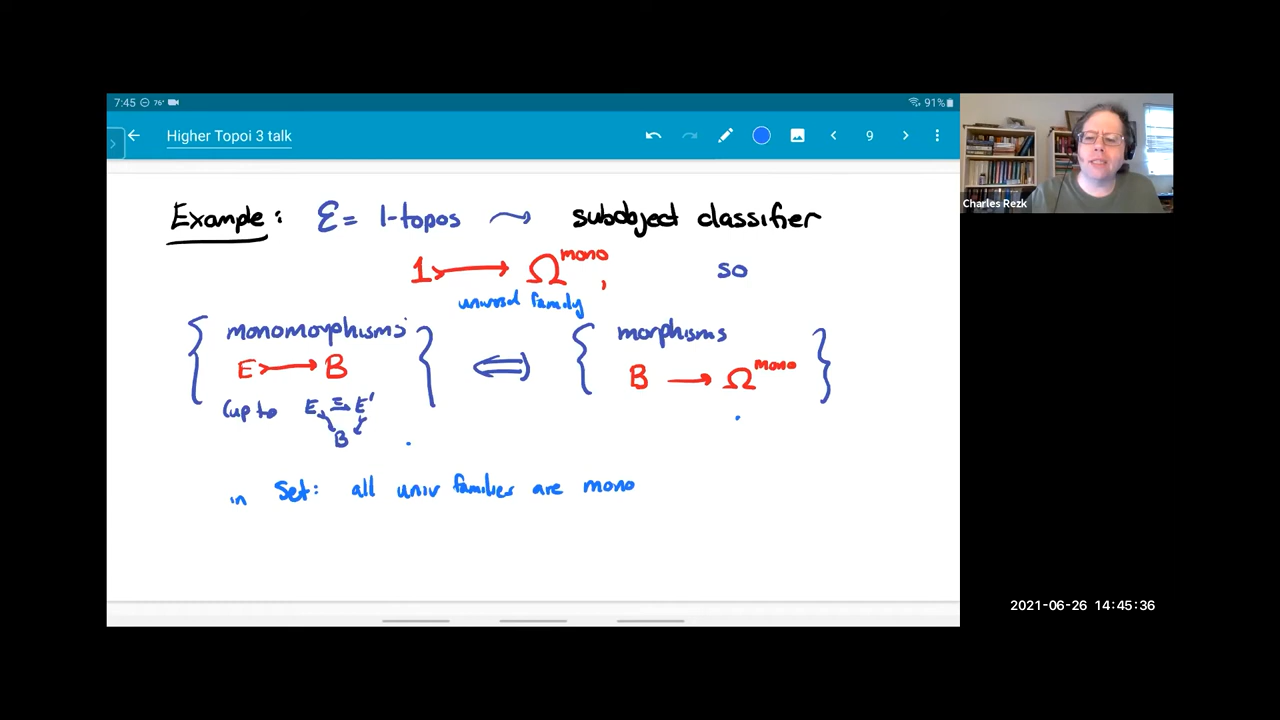 7:45 76° 91%
Higher Topoi 3 talk 9
Example: ℰ = 1-topos ⤳ subobject classifier
1 ↣ Ω^mono, so
universal family
{ monomorphisms } ⟺ { morphisms }
E ↣ B B → Ω^mono
(up to E ≅→ E'
B
in Set: all univ families are mono
Charles Rezk
2021-06-26 14:45:36